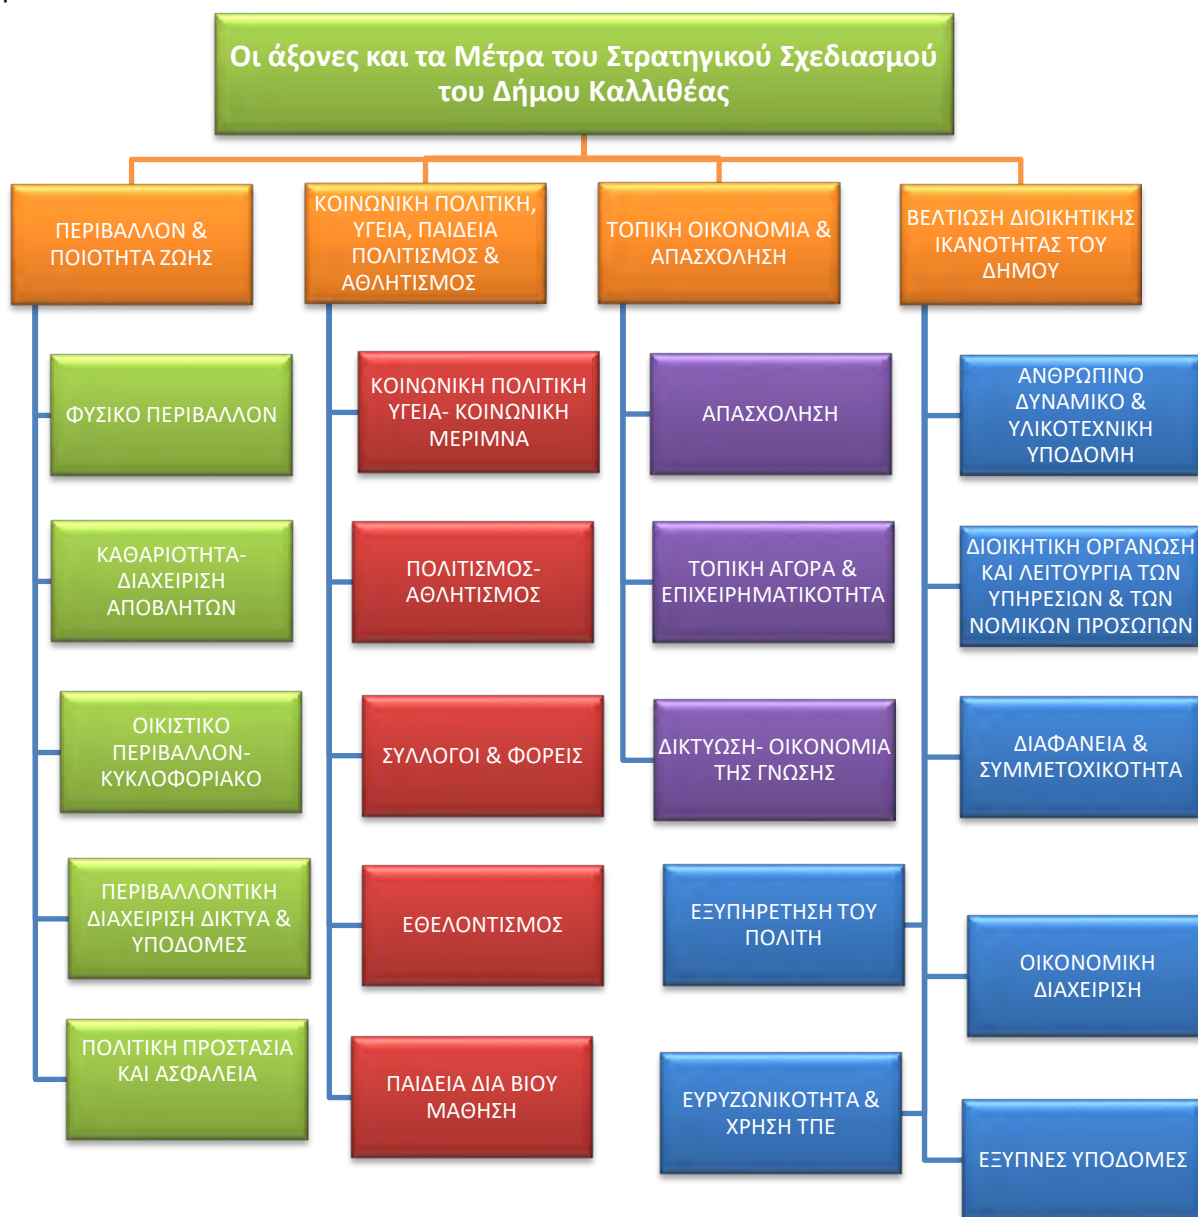 Οι άξονες και τα Μέτρα του Στρατηγικού Σχεδιασμού
του Δήμου Καλλιθέας
ΠΕΡΙΒΑΛΛΟΝ &
ΠΟΙΟΤΗΤΑ ΖΩΗΣ
ΚΟΙΝΩΝΙΚΗ ΠΟΛΙΤΙΚΗ,
ΥΓΕΙΑ, ΠΑΙΔΕΙΑ
ΠΟΛΙΤΙΣΜΟΣ &
ΑΘΛΗΤΙΣΜΟΣ
ΤΟΠΙΚΗ ΟΙΚΟΝΟΜΙΑ &
ΑΠΑΣΧΟΛΗΣΗ
ΒΕΛΤΙΩΣΗ ΔΙΟΙΚΗΤΙΚΗΣ
ΙΚΑΝΟΤΗΤΑΣ ΤΟΥ
ΔΗΜΟΥ
ΦΥΣΙΚΟ ΠΕΡΙΒΑΛΛΟΝ
ΚΑΘΑΡΙΟΤΗΤΑ-
ΔΙΑΧΕΙΡΙΣΗ
ΑΠΟΒΛΗΤΩΝ
ΟΙΚΙΣΤΙΚΟ
ΠΕΡΙΒΑΛΛΟΝ-
ΚΥΚΛΟΦΟΡΙΑΚΟ
ΠΕΡΙΒΑΛΛΟΝΤΙΚΗ
ΔΙΑΧΕΙΡΙΣΗ ΔΙΚΤΥΑ &
ΥΠΟΔΟΜΕΣ
ΠΟΛΙΤΙΚΗ ΠΡΟΣΤΑΣΙΑ
ΚΑΙ ΑΣΦΑΛΕΙΑ
ΚΟΙΝΩΝΙΚΗ ΠΟΛΙΤΙΚΗ
ΥΓΕΙΑ- ΚΟΙΝΩΝΙΚΗ
ΜΕΡΙΜΝΑ
ΠΟΛΙΤΙΣΜΟΣ-
ΑΘΛΗΤΙΣΜΟΣ
ΣΥΛΛΟΓΟΙ & ΦΟΡΕΙΣ
ΕΘΕΛΟΝΤΙΣΜΟΣ
ΠΑΙΔΕΙΑ ΔΙΑ ΒΙΟΥ
ΜΑΘΗΣΗ
ΑΠΑΣΧΟΛΗΣΗ
ΤΟΠΙΚΗ ΑΓΟΡΑ &
ΕΠΙΧΕΙΡΗΜΑΤΙΚΟΤΗΤΑ
ΔΙΚΤΥΩΣΗ- ΟΙΚΟΝΟΜΙΑ
ΤΗΣ ΓΝΩΣΗΣ
ΑΝΘΡΩΠΙΝΟ
ΔΥΝΑΜΙΚΟ &
ΥΛΙΚΟΤΕΧΝΙΚΗ
ΥΠΟΔΟΜΗ
ΔΙΟΙΚΗΤΙΚΗ ΟΡΓΑΝΩΣΗ
ΚΑΙ ΛΕΙΤΟΥΡΓΙΑ ΤΩΝ
ΥΠΗΡΕΣΙΩΝ & ΤΩΝ
ΝΟΜΙΚΩΝ ΠΡΟΣΩΠΩΝ
ΔΙΑΦΑΝΕΙΑ &
ΣΥΜΜΕΤΟΧΙΚΟΤΗΤΑ
ΕΞΥΠΗΡΕΤΗΣΗ ΤΟΥ
ΠΟΛΙΤΗ
ΟΙΚΟΝΟΜΙΚΗ
ΔΙΑΧΕΙΡΙΣΗ
ΕΥΡΥΖΩΝΙΚΟΤΗΤΑ &
ΧΡΗΣΗ ΤΠΕ
ΕΞΥΠΝΕΣ ΥΠΟΔΟΜΕΣ